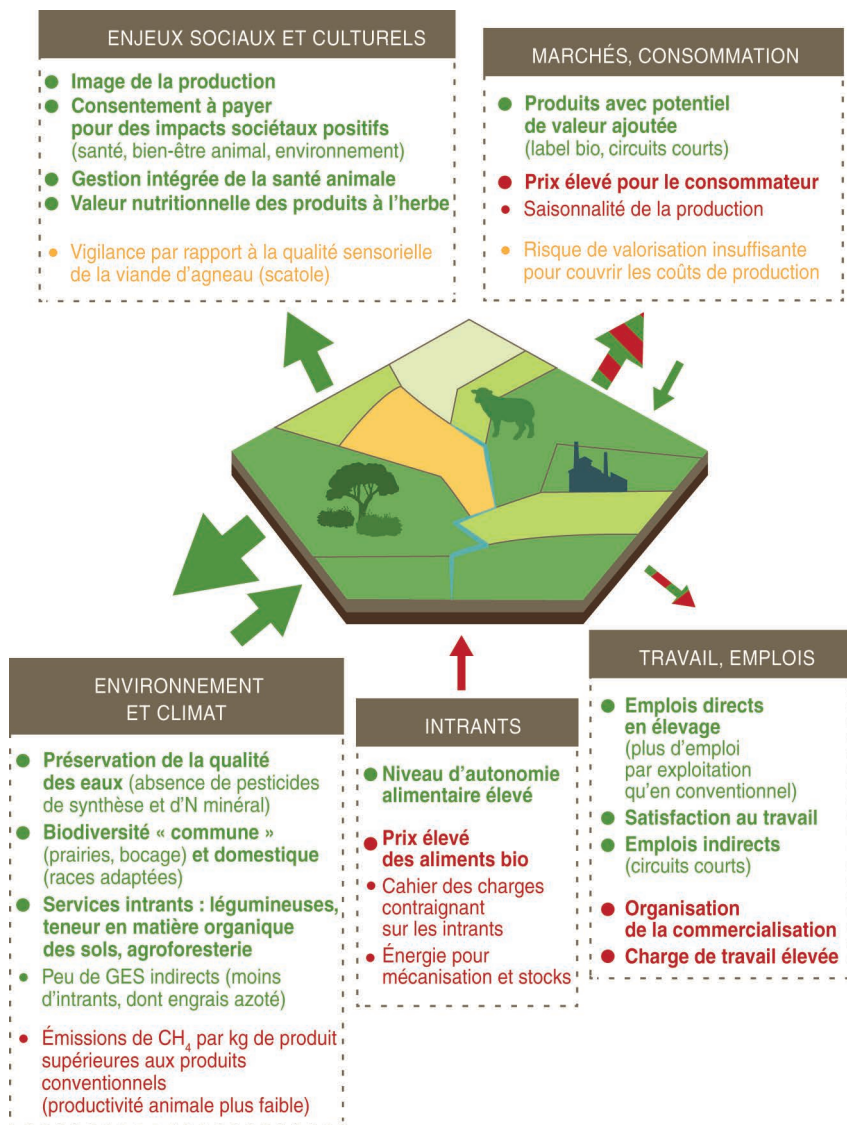 ENJEUX SOCIAUX ET CULTURELS
● Image de la production
● Consentement à payer
pour des impacts sociétaux positifs
(santé, bien-être animal, environnement)
● Gestion intégrée de la santé animale
● Valeur nutritionnelle des produits à l'herbe
● Vigilance par rapport à la qualité sensorielle
de la viande d'agneau (scatole)
MARCHÉS, CONSOMMATION
● Produits avec potentiel
de valeur ajoutée
(label bio, circuits courts)
● Prix élevé pour le consommateur
● Saisonnalité de la production
● Risque de valorisation insuffisante
pour couvrir les coûts de production
ENVIRONNEMENT
ET CLIMAT
● Préservation de la qualité
des eaux (absence de pesticides
de synthèse et d'N minéral)
● Biodiversité « commune »
(prairies, bocage) et domestique
(races adaptées)
● Services intrants : légumineuses,
teneur en matière organique
des sols, agroforesterie
● Peu de GES indirects (moins
d'intrants, dont engrais azoté)
● Émissions de CH₄ par kg de produit
supérieures aux produits
conventionnels
(productivité animale plus faible)
INTRANTS
● Niveau d'autonomie
alimentaire élevé
● Prix élevé
des aliments bio
● Cahier des charges
contraignant
sur les intrants
● Énergie pour
mécanisation et stocks
TRAVAIL, EMPLOIS
● Emplois directs
en élevage
(plus d'emploi
par exploitation
qu'en conventionnel)
● Satisfaction au travail
● Emplois indirects
(circuits courts)
● Organisation
de la commercialisation
● Charge de travail élevée